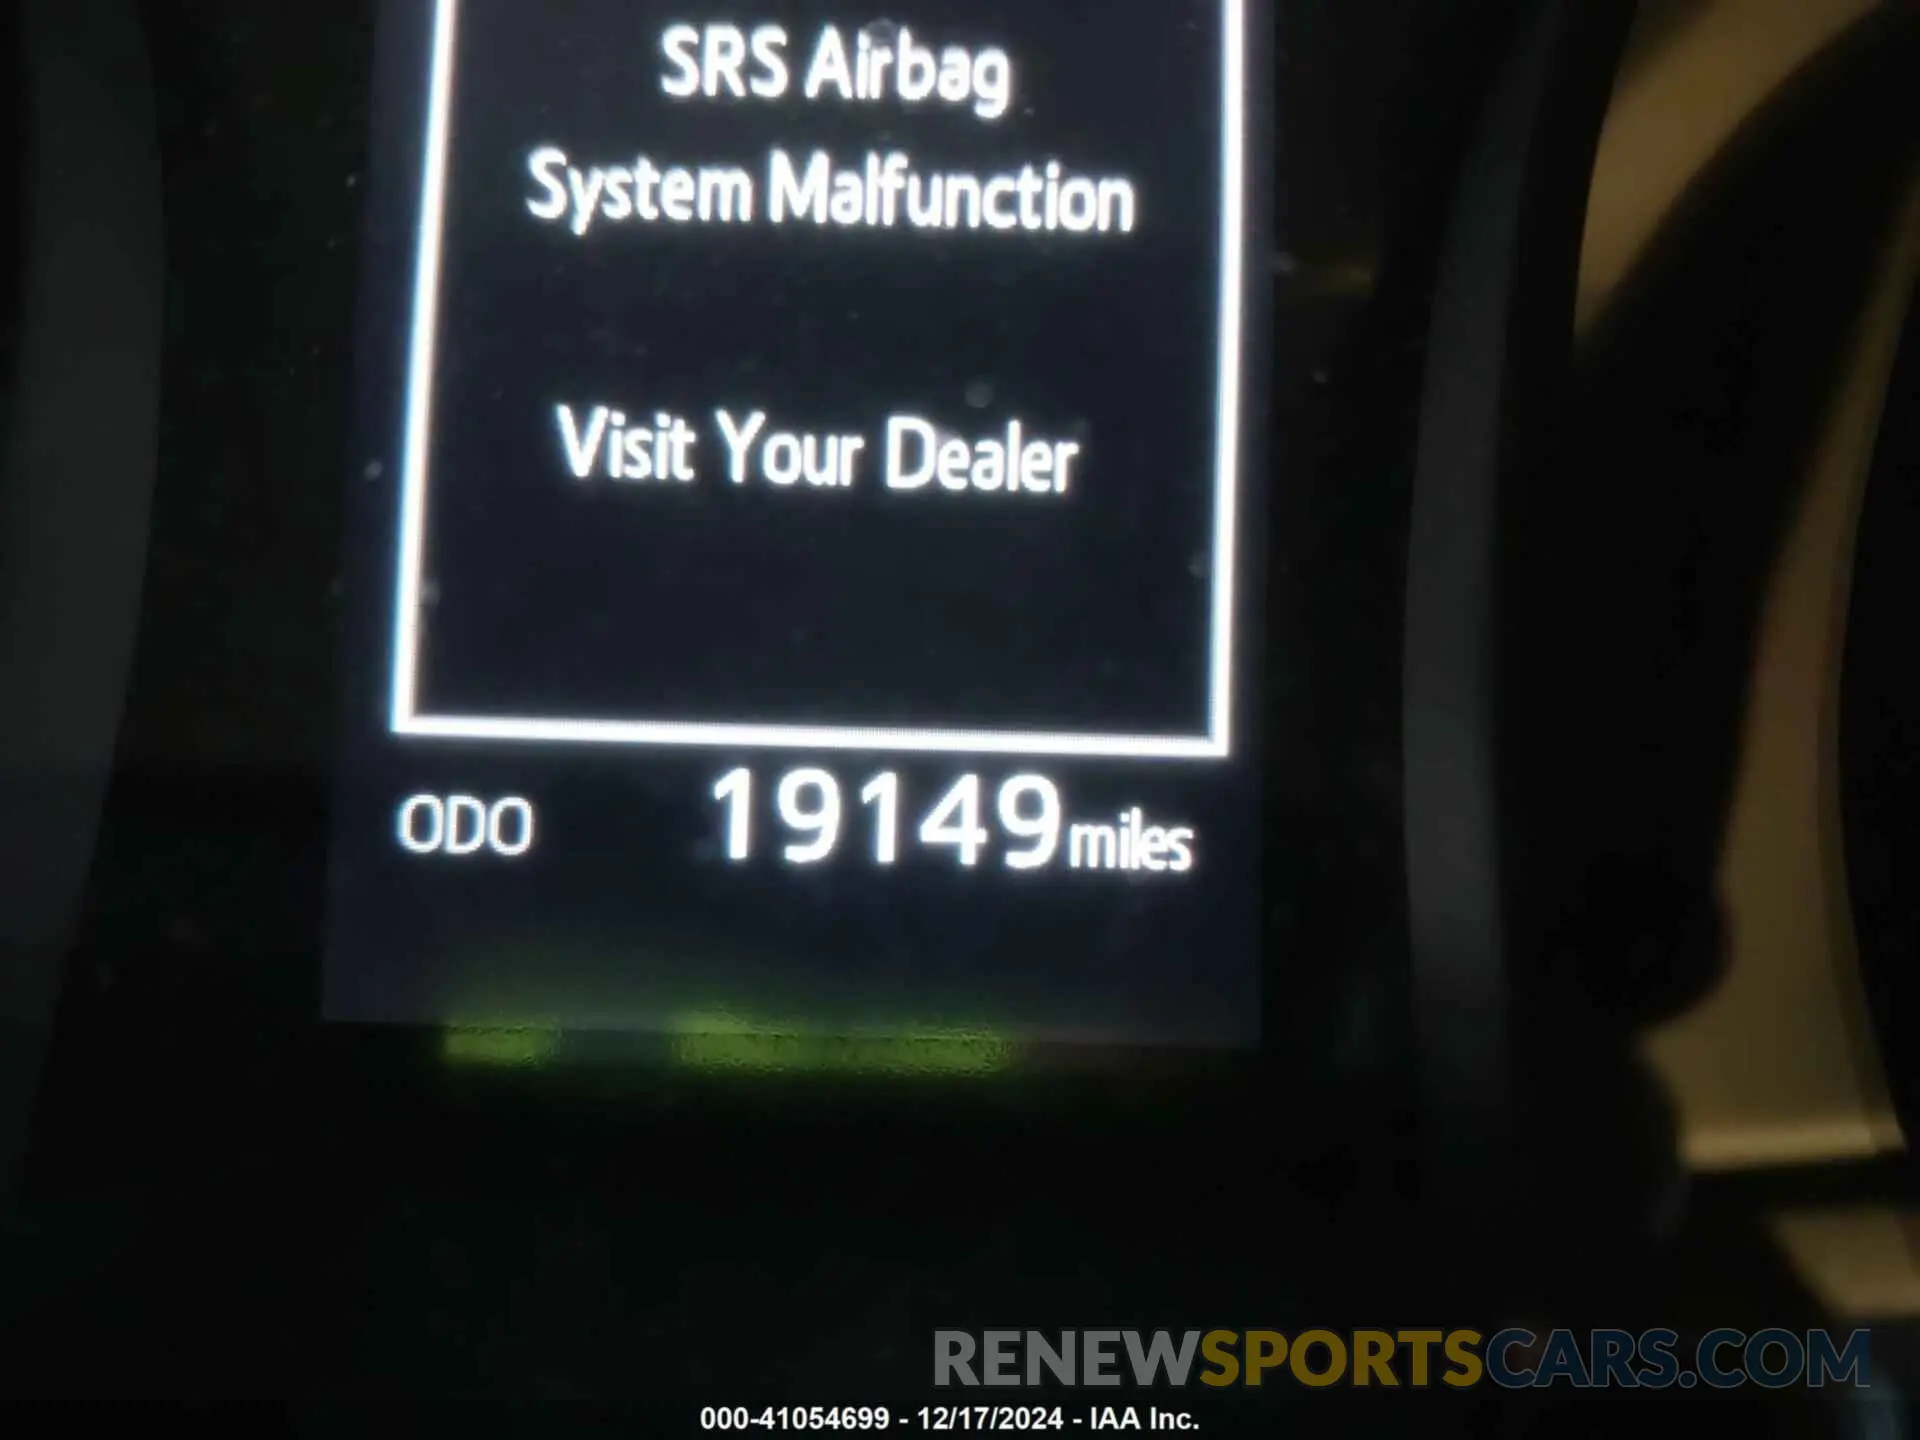 SRS Airbag
System Malfunction
Visit Your Dealer
ODO 19149 miles
RENEWSPORTSCARS.COM
000-41054699 - 12/17/2024 - IAA Inc.